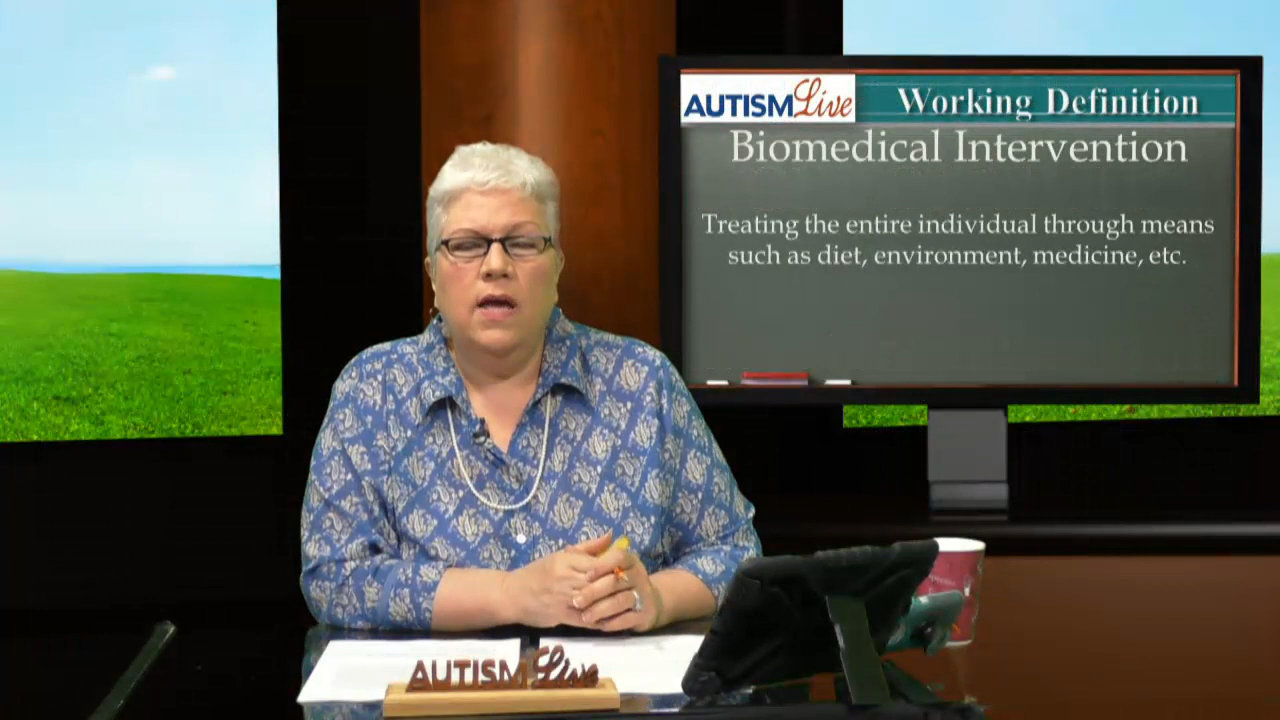 AUTISM Live
Working Definition
Biomedical Intervention
Treating the entire individual through means
such as diet, environment, medicine, etc.
AUTISM Live